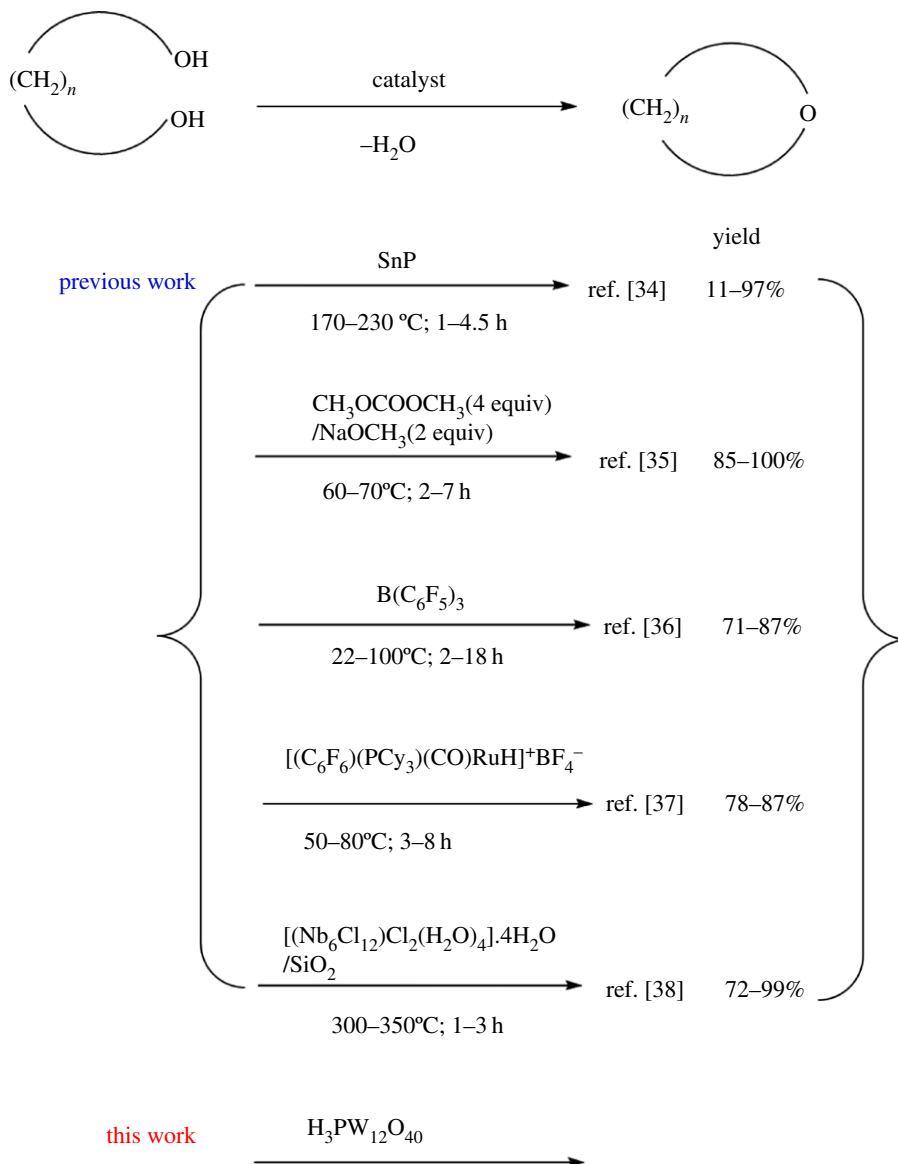 OH
(CH₂)ₙ
OH
catalyst
–H₂O
(CH₂)ₙ
O
yield
previous work
SnP
170–230 ºC; 1–4.5 h
ref. [34] 11–97%
CH₃OCOOCH₃(4 equiv)
/NaOCH₃(2 equiv)
60–70ºC; 2–7 h
ref. [35] 85–100%
B(C₆F₅)₃
22–100ºC; 2–18 h
ref. [36] 71–87%
[(C₆F₆)(PCy₃)(CO)RuH]⁺BF₄⁻
50–80ºC; 3–8 h
ref. [37] 78–87%
[(Nb₆Cl₁₂)Cl₂(H₂O)₄].4H₂O
/SiO₂
300–350ºC; 1–3 h
ref. [38] 72–99%
this work
H₃PW₁₂O₄₀